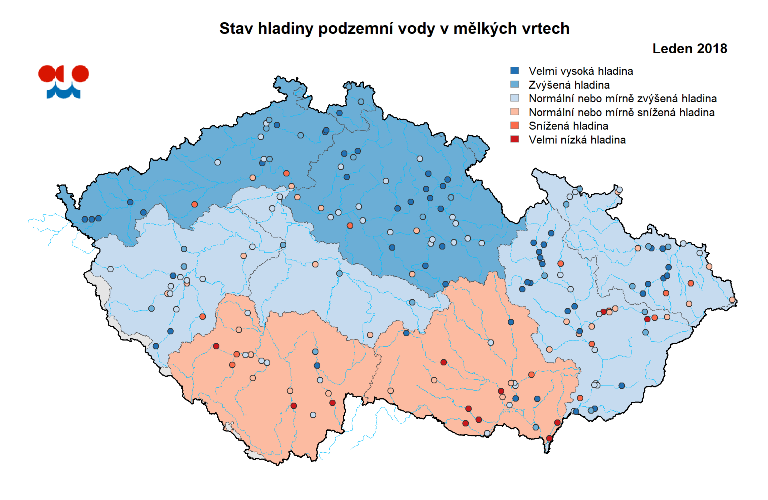 Stav hladiny podzemní vody v mělkých vrtech
Leden 2018
Velmi vysoká hladina
Zvýšená hladina
Normální nebo mírně zvýšená hladina
Normální nebo mírně snížená hladina
Snížená hladina
Velmi nízká hladina